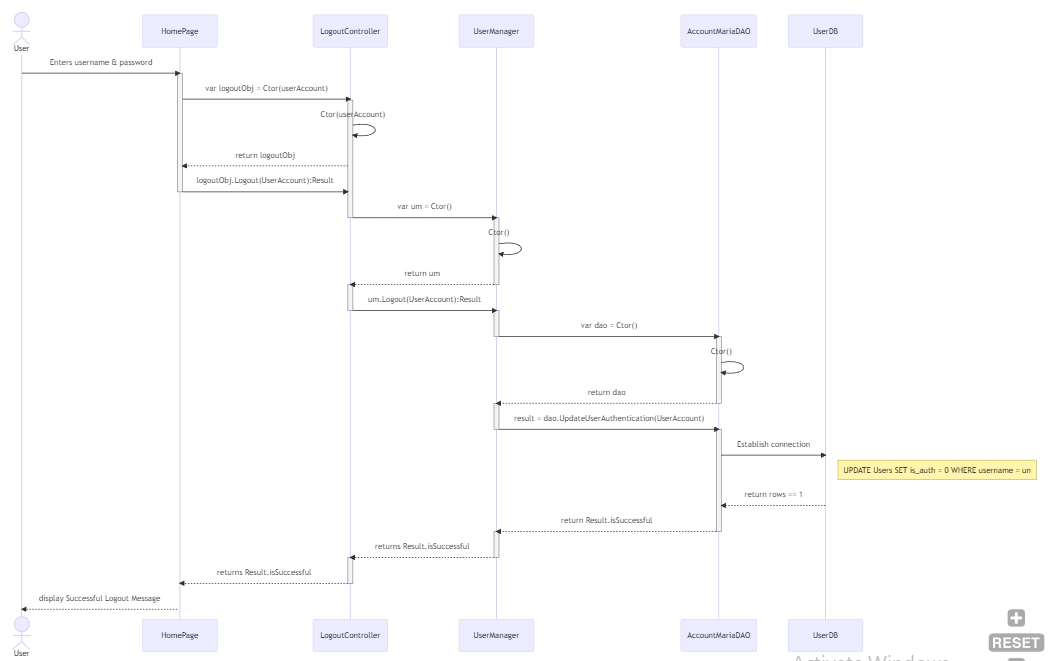 HomePage
LogoutController
UserManager
AccountMariaDAO
UserDB
User
Enters username & password
var logoutObj = Ctor(userAccount)
Ctor(userAccount)
return logoutObj
logoutObj.Logout(UserAccount):Result
var um = Ctor()
Ctor()
return um
um.Logout(UserAccount):Result
var dao = Ctor()
Ctor()
return dao
result = dao.UpdateUserAuthentication(UserAccount)
Establish connection
UPDATE Users SET is_auth = 0 WHERE username = un
return rows == 1
return Result.isSuccessful
returns Result.isSuccessful
returns Result.isSuccessful
display Successful Logout Message
HomePage
LogoutController
UserManager
AccountMariaDAO
UserDB
RESET
User
Activate Windows